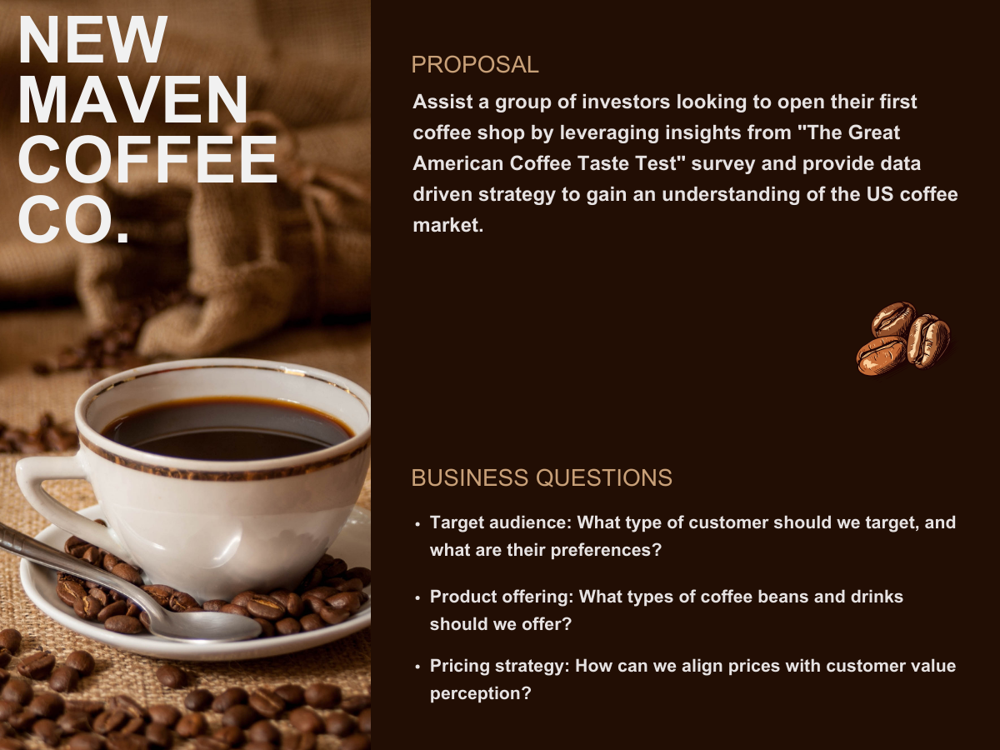 NEW
MAVEN
COFFEE
CO.
PROPOSAL
Assist a group of investors looking to open their first
coffee shop by leveraging insights from "The Great
American Coffee Taste Test" survey and provide data
driven strategy to gain an understanding of the US coffee
market.
BUSINESS QUESTIONS
• Target audience: What type of customer should we target, and
what are their preferences?
• Product offering: What types of coffee beans and drinks
should we offer?
• Pricing strategy: How can we align prices with customer value
perception?